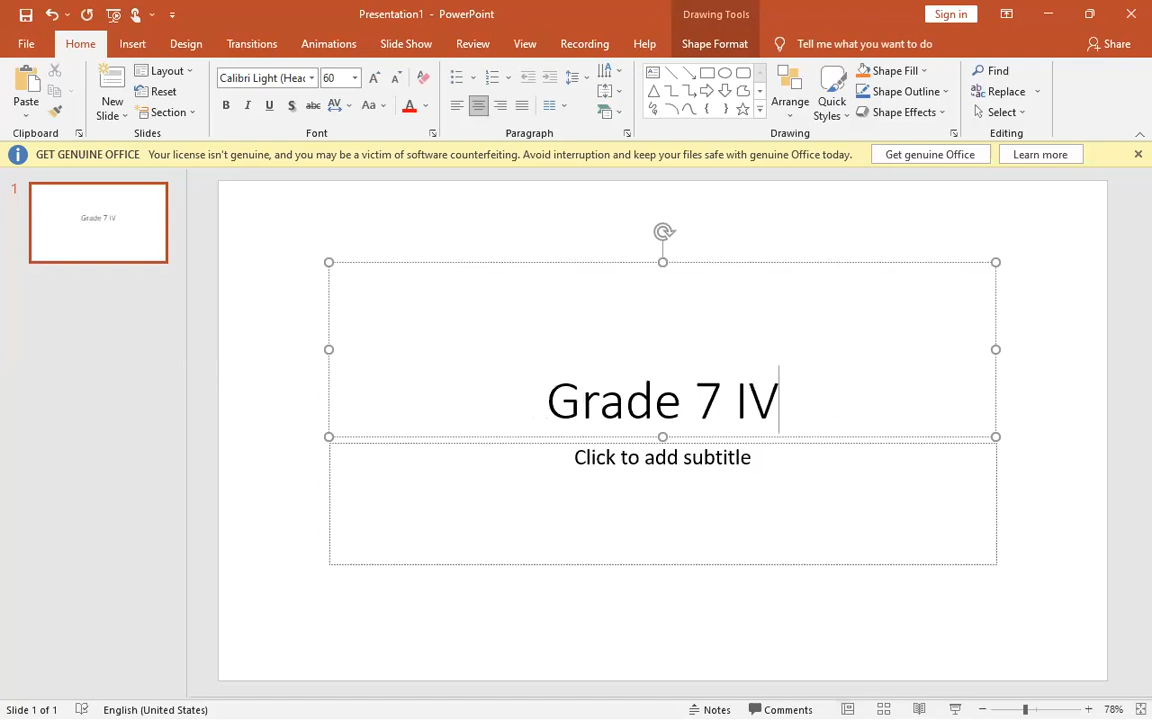 Presentation1 - PowerPoint
Drawing Tools
Sign in
File Home Insert Design Transitions Animations Slide Show Review View Recording Help Shape Format Tell me what you want to do Share
Paste
New Slide
Layout
Reset
Section
Calibri Light (Head
60
B I U S abc AV Aa A
Arrange
Quick Styles
Shape Fill
Shape Outline
Shape Effects
Find
Replace
Select
Clipboard Slides Font Paragraph Drawing Editing
GET GENUINE OFFICE Your license isn't genuine, and you may be a victim of software counterfeiting. Avoid interruption and keep your files safe with genuine Office today. Get genuine Office Learn more
1
Grade 7 IV
Grade 7 IV
Click to add subtitle
Slide 1 of 1 English (United States) Notes Comments 78%